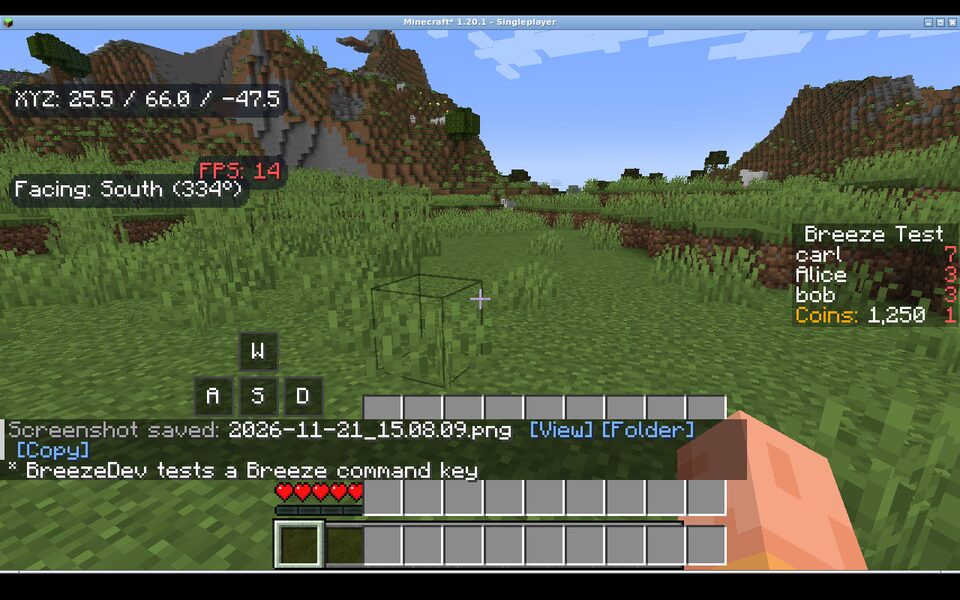 Minecraft* 1.20.1 - Singleplayer
XYZ: 25.5 / 66.0 / -47.5
FPS: 14
Facing: South (334°)
Breeze Test
carl 7
Alice 3
bob 3
Coins: 1,250 1
W
A S D
Screenshot saved: 2026-11-21_15.08.09.png [View] [Folder]
[Copy]
* BreezeDev tests a Breeze command key